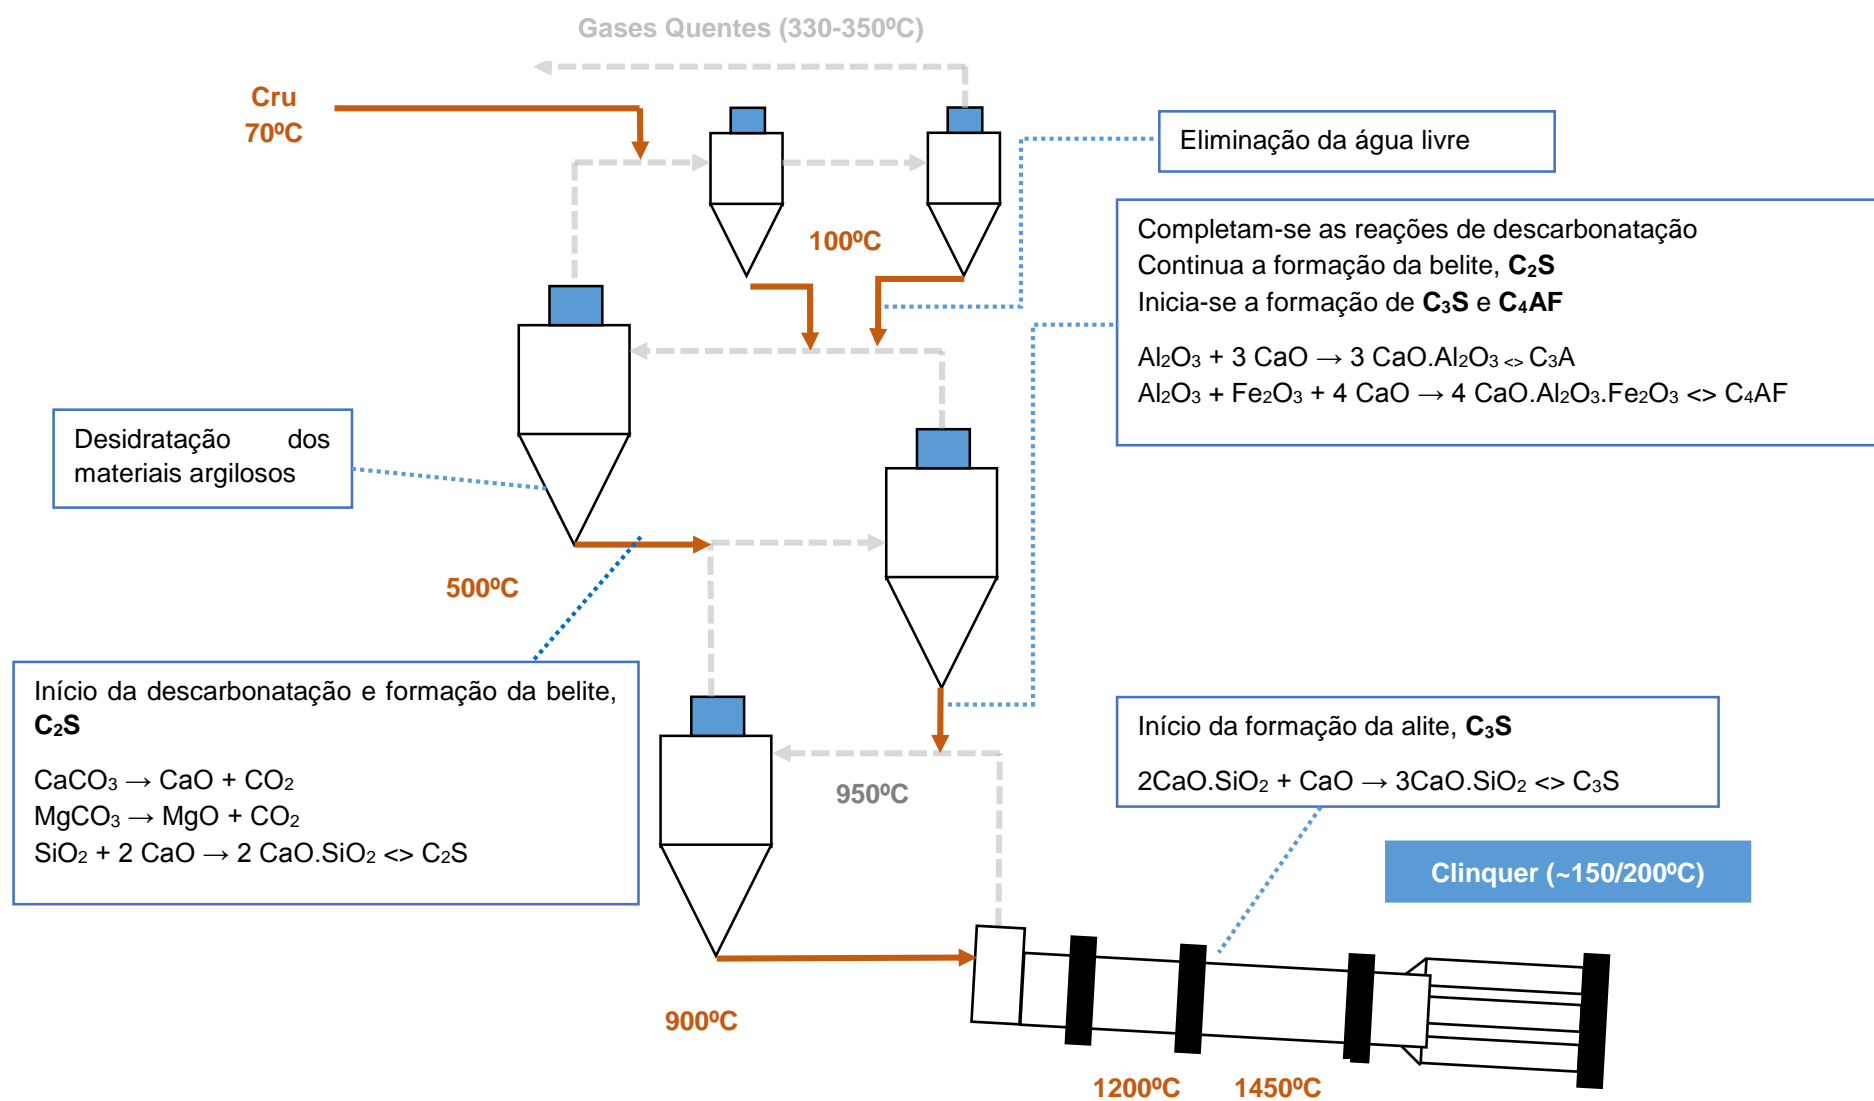 Gases Quentes (330-350ºC)
Cru
70ºC
Eliminação da água livre
100ºC
Completam-se as reações de descarbonatação
Continua a formação da belite, C₂S
Inicia-se a formação de C₃S e C₄AF
Al₂O₃ + 3 CaO → 3 CaO.Al₂O₃ <> C₃A
Al₂O₃ + Fe₂O₃ + 4 CaO → 4 CaO.Al₂O₃.Fe₂O₃ <> C₄AF
Desidratação dos
materiais argilosos
500ºC
Início da descarbonatação e formação da belite,
C₂S
CaCO₃ → CaO + CO₂
MgCO₃ → MgO + CO₂
SiO₂ + 2 CaO → 2 CaO.SiO₂ <> C₂S
950ºC
Início da formação da alite, C₃S
2CaO.SiO₂ + CaO → 3CaO.SiO₂ <> C₃S
Clinquer (~150/200ºC)
900ºC
1200ºC
1450ºC